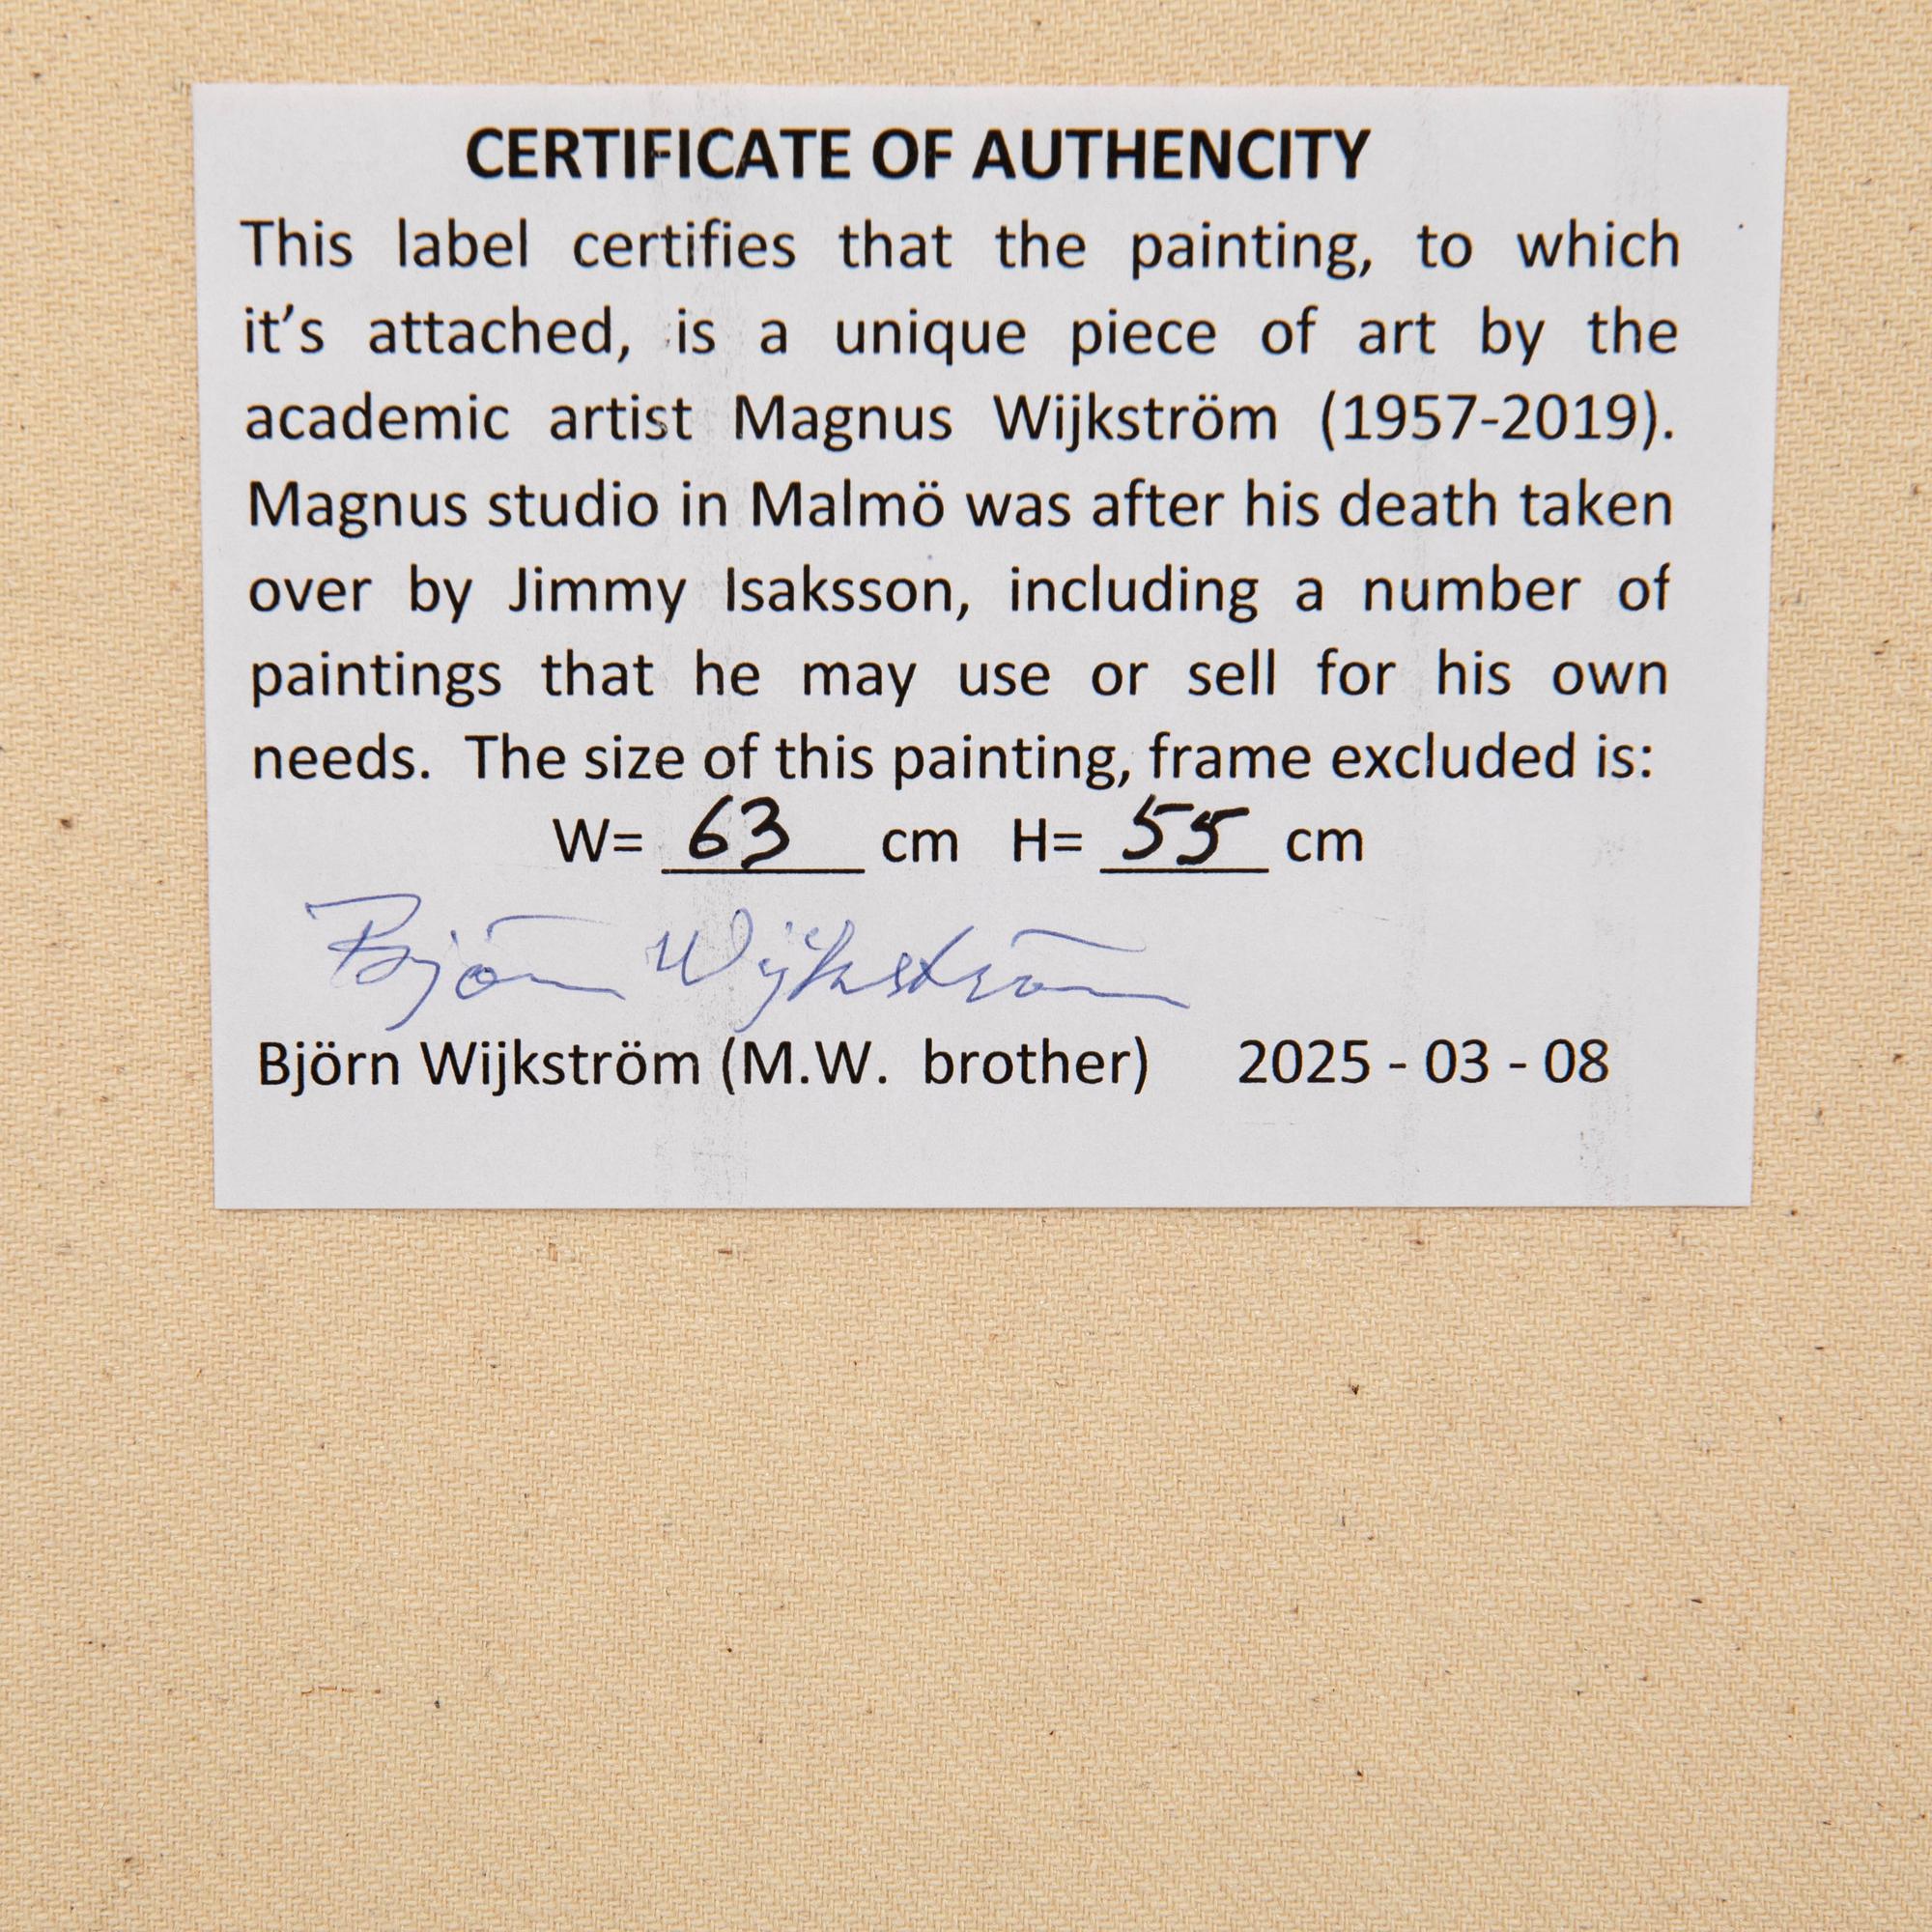 CERTIFICATE OF AUTHENCITY
This label certifies that the painting, to which
it’s attached, is a unique piece of art by the
academic artist Magnus Wijkström (1957-2019).
Magnus studio in Malmö was after his death taken
over by Jimmy Isaksson, including a number of
paintings that he may use or sell for his own
needs. The size of this painting, frame excluded is:
W= 63 cm H= 55 cm
Björn Wijkström
Björn Wijkström (M.W. brother) 2025 - 03 - 08